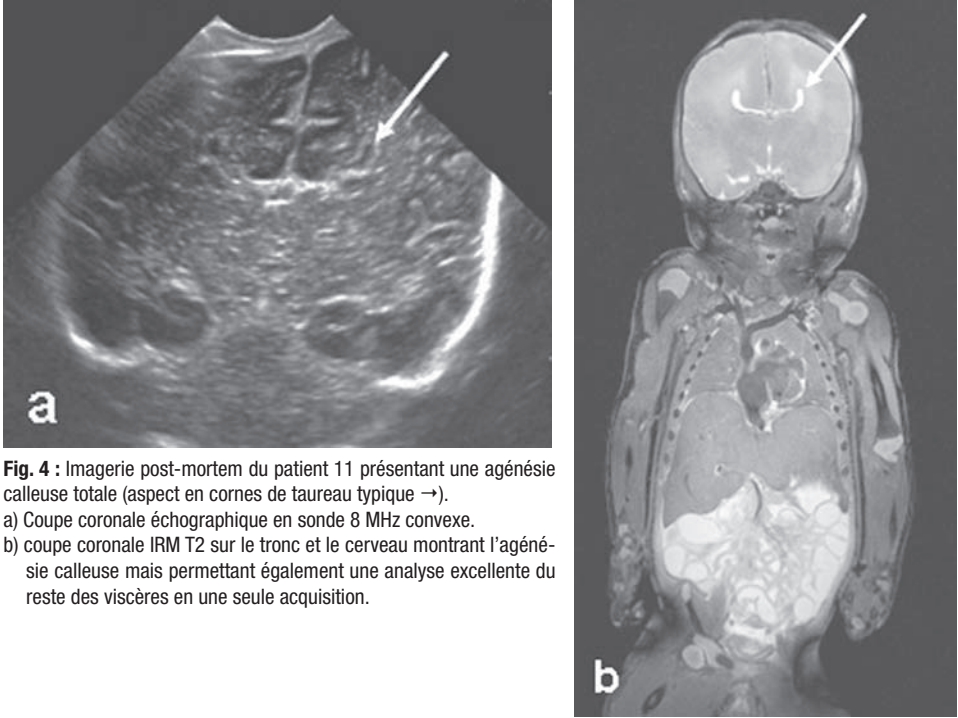 a
Fig. 4 : Imagerie post-mortem du patient 11 présentant une agénésie
calleuse totale (aspect en cornes de taureau typique →).
a) Coupe coronale échographique en sonde 8 MHz convexe.
b) coupe coronale IRM T2 sur le tronc et le cerveau montrant l'agéné-
sie calleuse mais permettant également une analyse excellente du
reste des viscères en une seule acquisition.
b